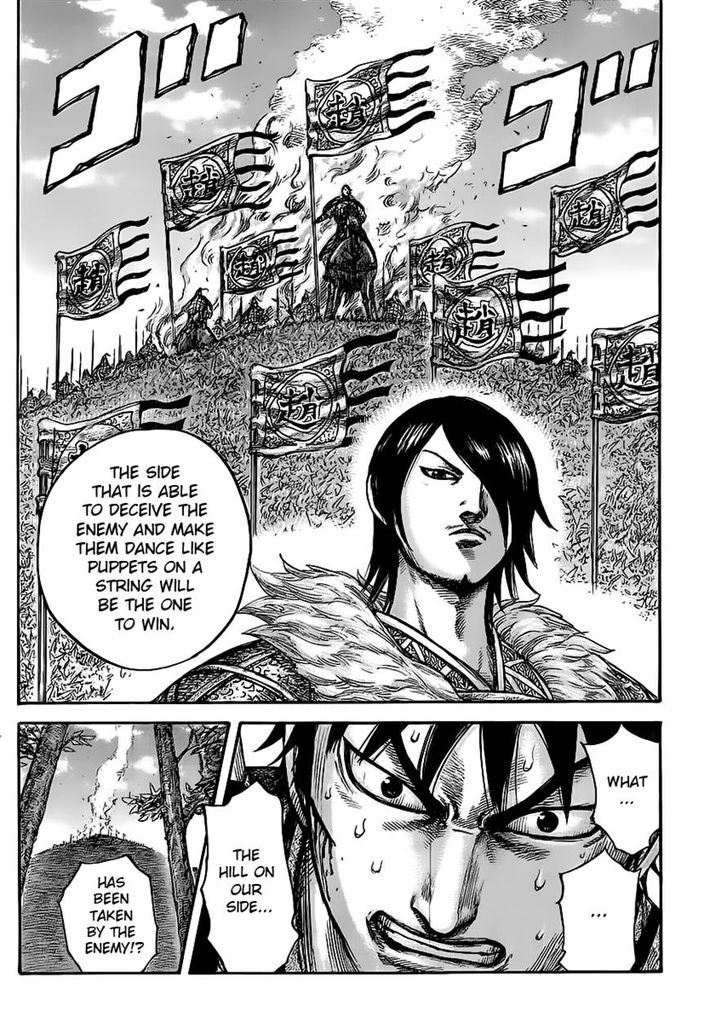 ゴゴ
趙
趙
趙
趙
趙
趙
趙
趙
趙
THE SIDE
THAT IS ABLE
TO DECEIVE THE
ENEMY AND MAKE
THEM DANCE LIKE
PUPPETS ON A
STRING WILL
BE THE ONE
TO WIN.
WHAT
...
...
THE
HILL ON
OUR
SIDE...
HAS
BEEN TAKEN
BY THE
ENEMY!?